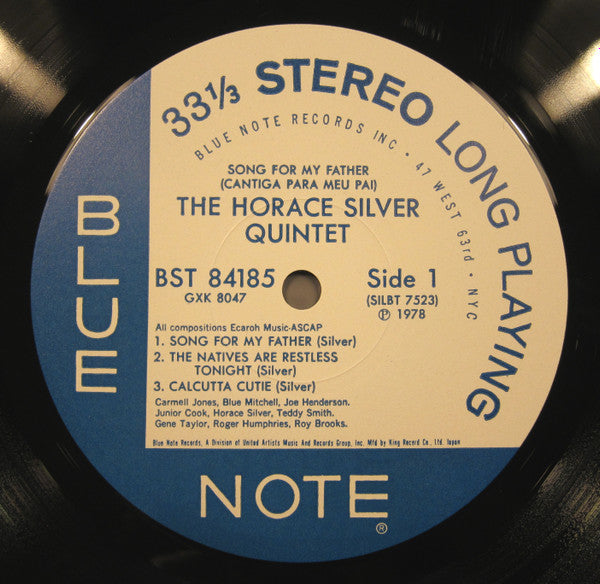 33 1/3 STEREO LONG PLAYING
BLUE NOTE RECORDS INC • 47 WEST 63rd • NYC
SONG FOR MY FATHER
(CANTIGA PARA MEU PAI)
THE HORACE SILVER
QUINTET
BST 84185 Side 1
GXK 8047 (SILBT 7523)
℗ 1978
All compositions Ecaroh Music-ASCAP
1. SONG FOR MY FATHER (Silver)
2. THE NATIVES ARE RESTLESS
TONIGHT (Silver)
3. CALCUTTA CUTIE (Silver)
Carmell Jones, Blue Mitchell, Joe Henderson.
Junior Cook, Horace Silver, Teddy Smith.
Gene Taylor, Roger Humphries, Roy Brooks.
Blue Note Records, A Division of United Artists Music And Records Group, Inc. Mfd by King Record Co., Ltd. Japan
BLUE
NOTE®